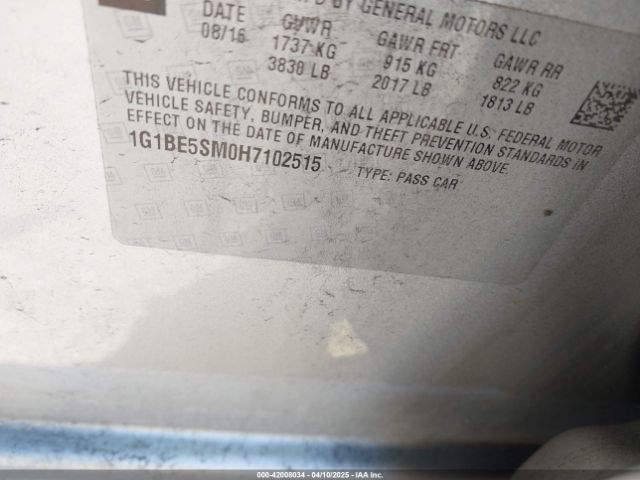 MFD BY GENERAL MOTORS LLC
DATE GVWR GAWR FRT GAWR RR
08/16 1737 KG 915 KG 822 KG
3830 LB 2017 LB 1813 LB
THIS VEHICLE CONFORMS TO ALL APPLICABLE U.S. FEDERAL MOTOR
VEHICLE SAFETY, BUMPER, AND THEFT PREVENTION STANDARDS IN
EFFECT ON THE DATE OF MANUFACTURE SHOWN ABOVE.
1G1BE5SM0H7102515 TYPE: PASS CAR
000-42008034 - 04/10/2025 - IAA Inc.